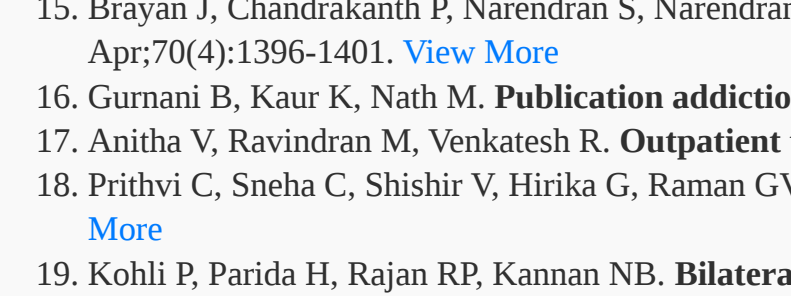 15. Brayan J, Chandrakanth P, Narendran S, Narendran
Apr;70(4):1396-1401. View More
16. Gurnani B, Kaur K, Nath M. Publication addictio
17. Anitha V, Ravindran M, Venkatesh R. Outpatient
18. Prithvi C, Sneha C, Shishir V, Hirika G, Raman GV
More
19. Kohli P, Parida H, Rajan RP, Kannan NB. Bilatera